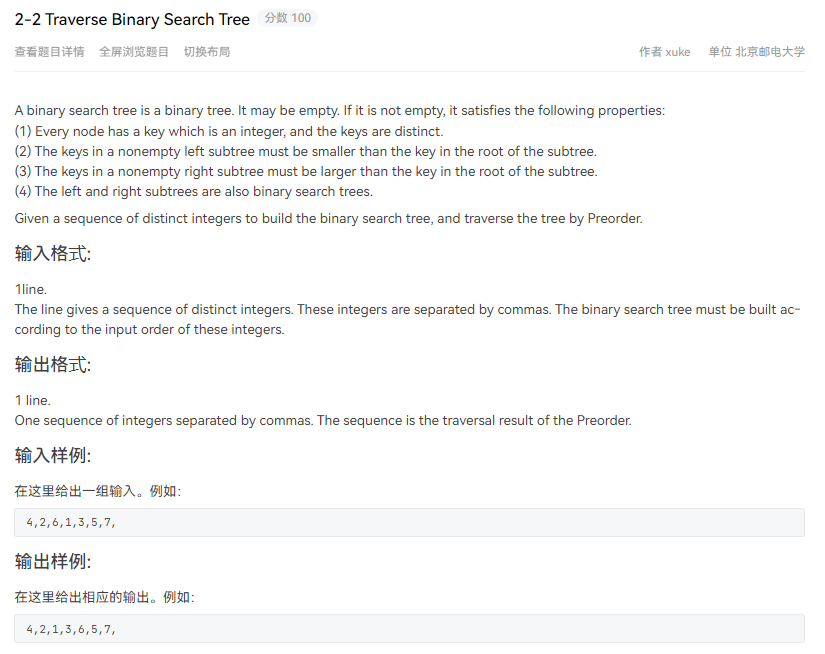 2-2 Traverse Binary Search Tree 分数 100
查看题目详情 全屏浏览题目 切换布局 作者 xuke 单位 北京邮电大学
A binary search tree is a binary tree. It may be empty. If it is not empty, it satisfies the following properties:
(1) Every node has a key which is an integer, and the keys are distinct.
(2) The keys in a nonempty left subtree must be smaller than the key in the root of the subtree.
(3) The keys in a nonempty right subtree must be larger than the key in the root of the subtree.
(4) The left and right subtrees are also binary search trees.
Given a sequence of distinct integers to build the binary search tree, and traverse the tree by Preorder.
输入格式:
1line.
The line gives a sequence of distinct integers. These integers are separated by commas. The binary search tree must be built ac-
cording to the input order of these integers.
输出格式:
1 line.
One sequence of integers separated by commas. The sequence is the traversal result of the Preorder.
输入样例:
在这里给出一组输入。例如:
4,2,6,1,3,5,7,
输出样例:
在这里给出相应的输出。例如:
4,2,1,3,6,5,7,